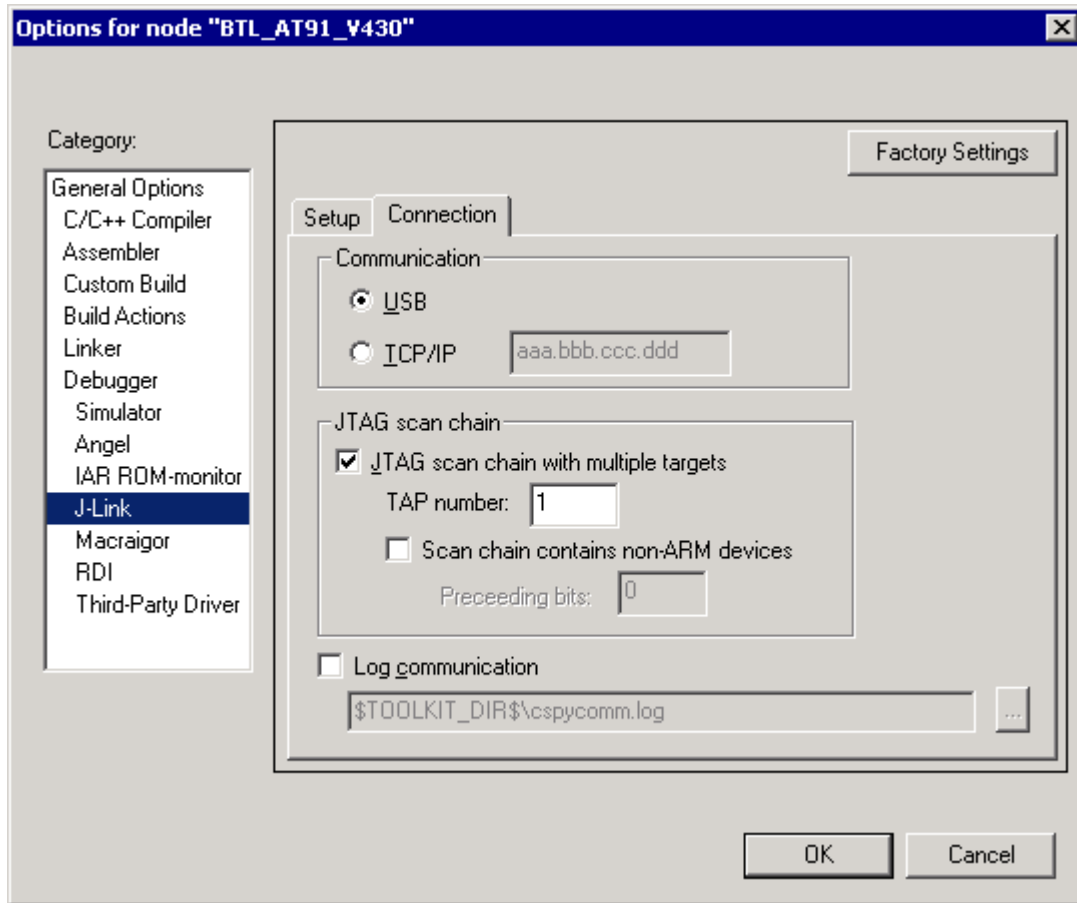 Options for node "BTL_AT91_V430"
Category:
General Options
C/C++ Compiler
Assembler
Custom Build
Build Actions
Linker
Debugger
Simulator
Angel
IAR ROM-monitor
J-Link
Macraigor
RDI
Third-Party Driver
Factory Settings
Setup Connection
Communication
USB
TCP/IP aaa.bbb.ccc.ddd
JTAG scan chain
JTAG scan chain with multiple targets
TAP number: 1
Scan chain contains non-ARM devices
Preceeding bits: 0
Log communication
$TOOLKIT_DIR$\cspycomm.log ...
OK Cancel